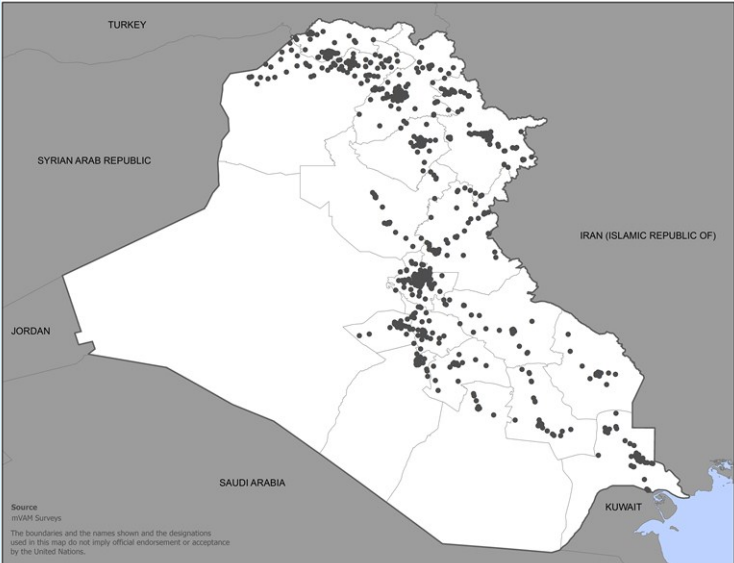 TURKEY
SYRIAN ARAB REPUBLIC
IRAN (ISLAMIC REPUBLIC OF)
JORDAN
SAUDI ARABIA
KUWAIT
Source
mVAM Surveys
The boundaries and the names shown and the designations
used in this map do not imply official endorsement or acceptance
by the United Nations.